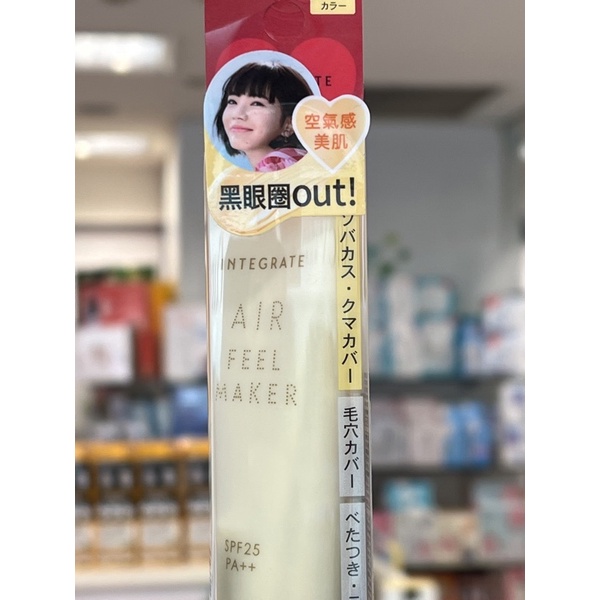 カラー
TE
空氣感
美肌
黑眼圈out!
INTEGRATE
AIR
FEEL
MAKER
SPF25
PA++
ソバカス・クマカバー
毛穴カバー
べたつき・